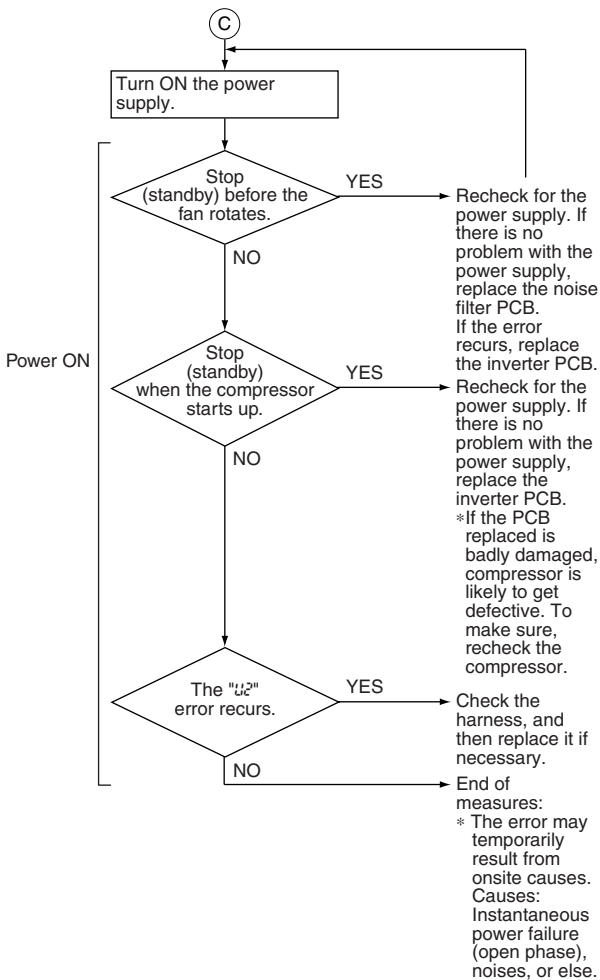 C
Turn ON the power
supply.
Stop
(standby) before the
fan rotates.
YES
Recheck for the
power supply. If
there is no
problem with the
power supply,
replace the noise
filter PCB.
If the error
recurs, replace
the inverter PCB.
NO
Power ON
Stop
(standby)
when the compressor
starts up.
YES
Recheck for the
power supply. If
there is no
problem with the
power supply,
replace the
inverter PCB.
*If the PCB
replaced is
badly damaged,
compressor is
likely to get
defective. To
make sure,
recheck the
compressor.
NO
The "U2"
error recurs.
YES
Check the
harness, and
then replace it if
necessary.
NO
End of
measures:
* The error may
temporarily
result from
onsite causes.
Causes:
Instantaneous
power failure
(open phase),
noises, or else.